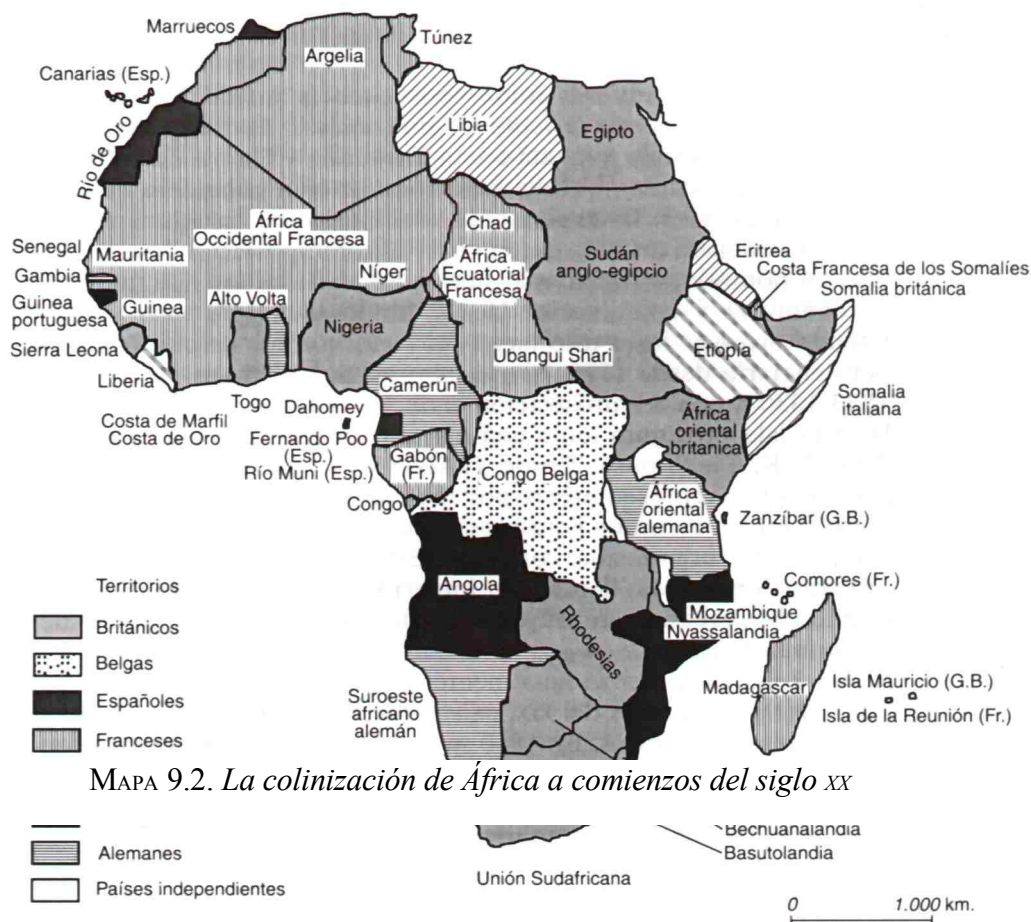 Marruecos
Argelia
Túnez
Canarias (Esp.)
Libia
Egipto
Río de Oro
Chad
África
Occidental Francesa
Senegal
Mauritania
Níger
África
Ecuatorial
Francesa
Sudán
anglo-egipcio
Eritrea
Costa Francesa de los Somalíes
Somalia británica
Gambia
Guinea
portuguesa
Guinea
Alto Volta
Nigeria
Sierra Leona
Ubangui Shari
Etiopía
Liberia
Camerún
Somalia
italiana
Togo
Dahomey
Costa de Marfil
Costa de Oro
Fernando Poo
(Esp.)
Río Muni (Esp.)
Gabón
(Fr.)
Congo Belga
África
oriental
britanica
Congo
África
oriental
alemana
Zanzíbar (G.B.)
Angola
Comores (Fr.)
Mozambique
Nyassalandia
Rhodesias
Madagascar
Isla Mauricio (G.B.)
Isla de la Reunión (Fr.)
Suroeste
africano
alemán
Territorios
Británicos
Belgas
Españoles
Franceses
MAPA 9.2. La colinización de África a comienzos del siglo XX
Alemanes
Países independientes
Bechuanalandia
Basutolandia
Unión Sudafricana
0 1.000 km.